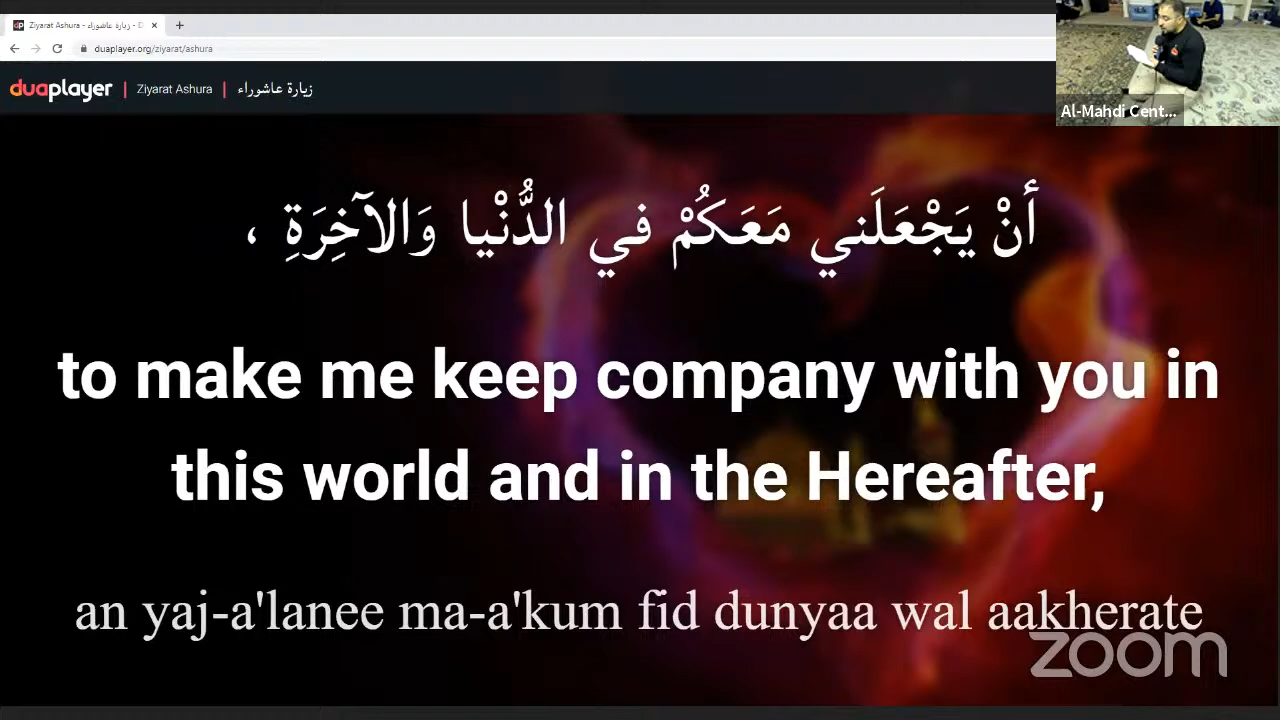 Ziyarat Ashura - زيارة عاشوراء - D
duaplayer.org/ziyarat/ashura
duaplayer | Ziyarat Ashura | زيارة عاشوراء
Al-Mahdi Cent...
أَنْ يَجْعَلَني مَعَكُمْ في الدُّنْيا وَالآخِرَةِ ،
to make me keep company with you in
this world and in the Hereafter,
an yaj-a'lanee ma-a'kum fid dunyaa wal aakherate
zoom